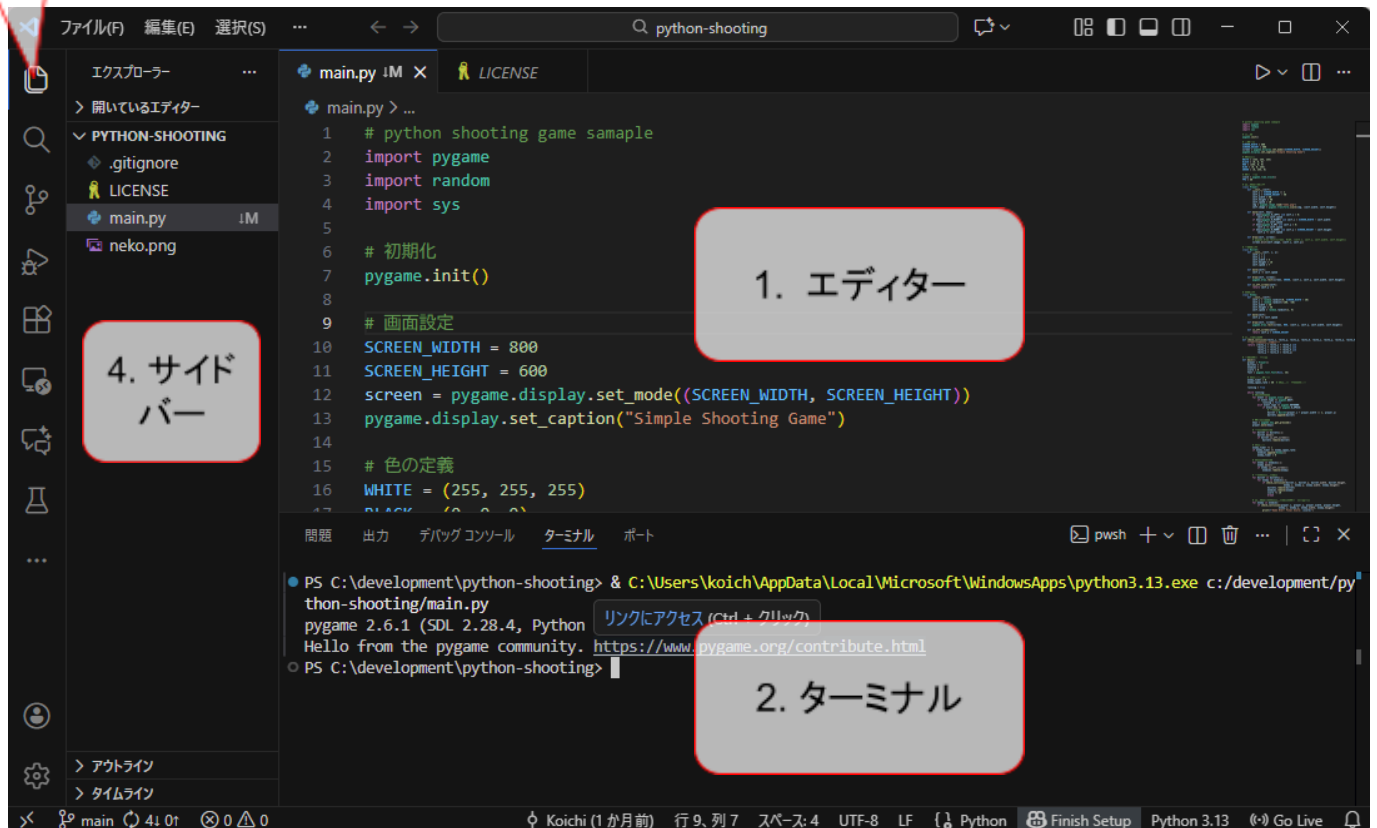 ファイル(F) 編集(E) 選択(S) ··· ← → python-shooting
エクスプローラー ···
main.py ↓M × LICENSE
> 開いているエディター
main.py > ...
PYTHON-SHOOTING
.gitignore
LICENSE
main.py ↓M
neko.png
1 # python shooting game samaple
2 import pygame
3 import random
4 import sys
5
6 # 初期化
7 pygame.init()
8
9 # 画面設定
10 SCREEN_WIDTH = 800
11 SCREEN_HEIGHT = 600
12 screen = pygame.display.set_mode((SCREEN_WIDTH, SCREEN_HEIGHT))
13 pygame.display.set_caption("Simple Shooting Game")
14
15 # 色の定義
16 WHITE = (255, 255, 255)
17 BLACK = (0, 0, 0)
1. エディター
4. サイド
バー
問題 出力 デバッグ コンソール ターミナル ポート pwsh
PS C:\development\python-shooting> & C:\Users\koich\AppData\Local\Microsoft\WindowsApps\python3.13.exe c:/development/py
thon-shooting/main.py
pygame 2.6.1 (SDL 2.28.4, Python
リンクにアクセス (Ctrl + クリック)
Hello from the pygame community. https://www.pygame.org/contribute.html
PS C:\development\python-shooting>
2. ターミナル
> アウトライン
> タイムライン
main 4↓ 0↑ 0 0 Koichi (1 か月前) 行 9、列 7 スペース: 4 UTF-8 LF Python Finish Setup Python 3.13 Go Live